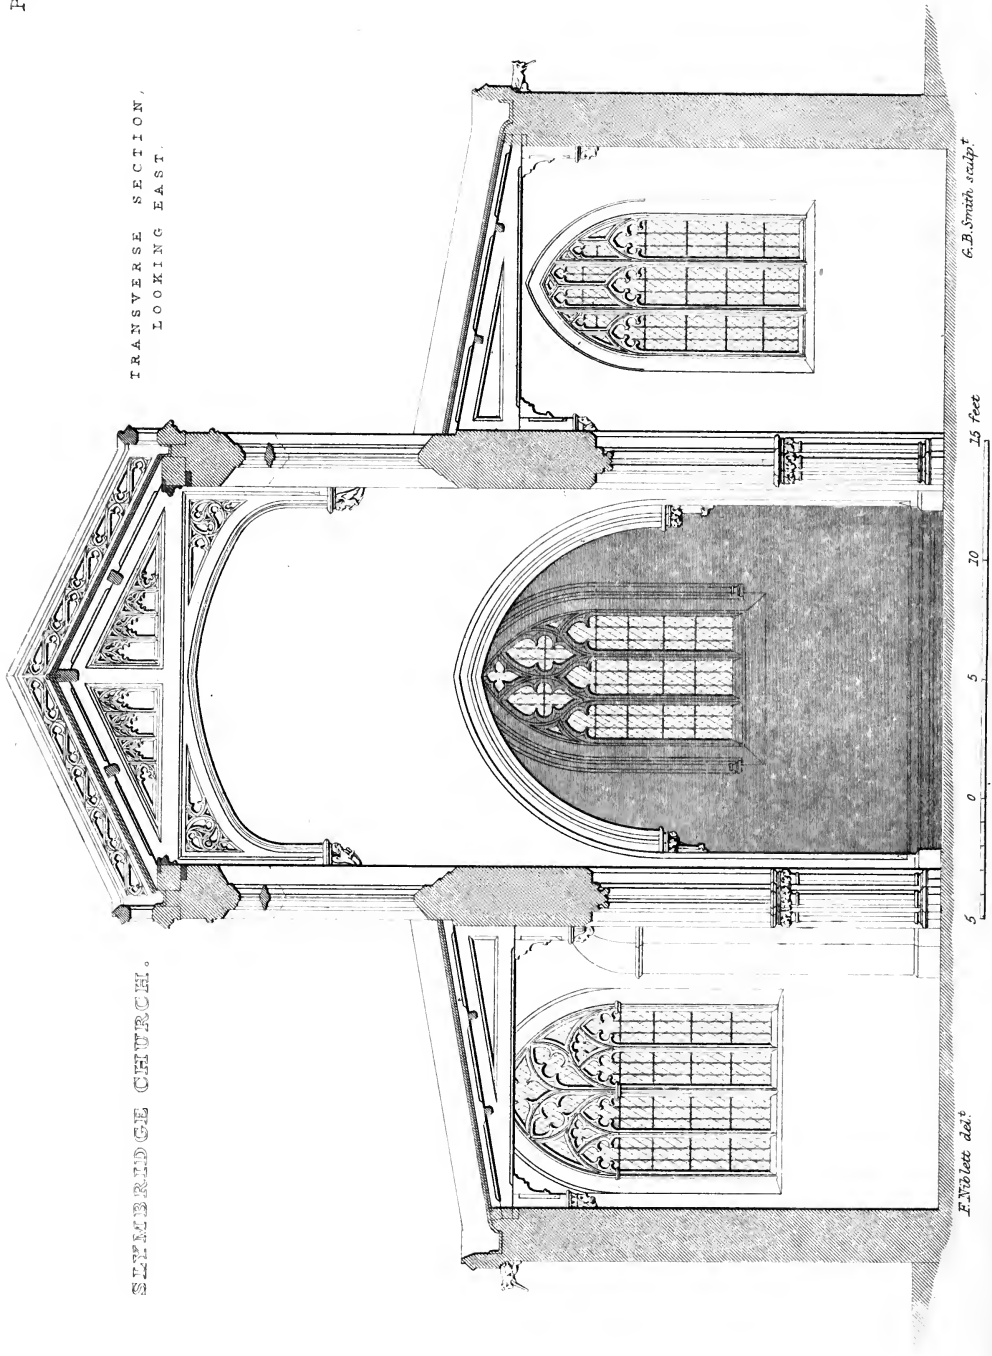 P
SLYMBRIDGE CHURCH.
TRANSVERSE SECTION,
LOOKING EAST.
5 0 5 10 15 feet
F. Niblett del.t
G.B. Smith sculp.t